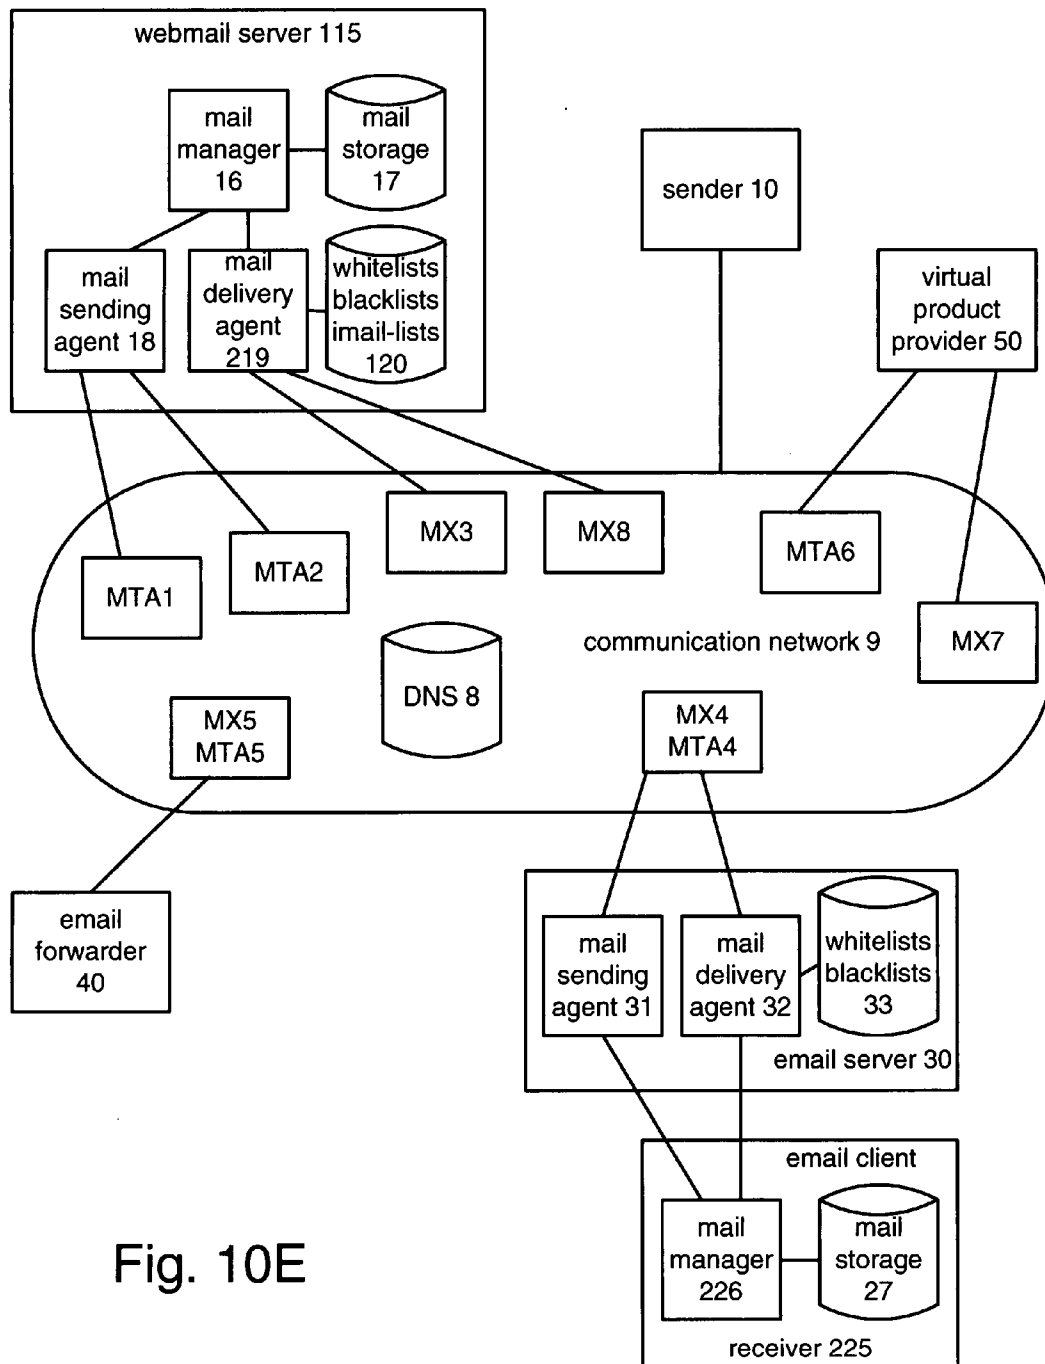 webmail server 115
mail
manager
16
mail
storage
17
sender 10
mail
sending
agent 18
mail
delivery
agent
219
whitelists
blacklists
imail-lists
120
virtual
product
provider 50
MX3
MX8
MTA6
MTA1
MTA2
communication network 9
MX7
DNS 8
MX5
MTA5
MX4
MTA4
email
forwarder
40
mail
sending
agent 31
mail
delivery
agent 32
whitelists
blacklists
33
email server 30
email client
mail
manager
226
mail
storage
27
receiver 225
Fig. 10E